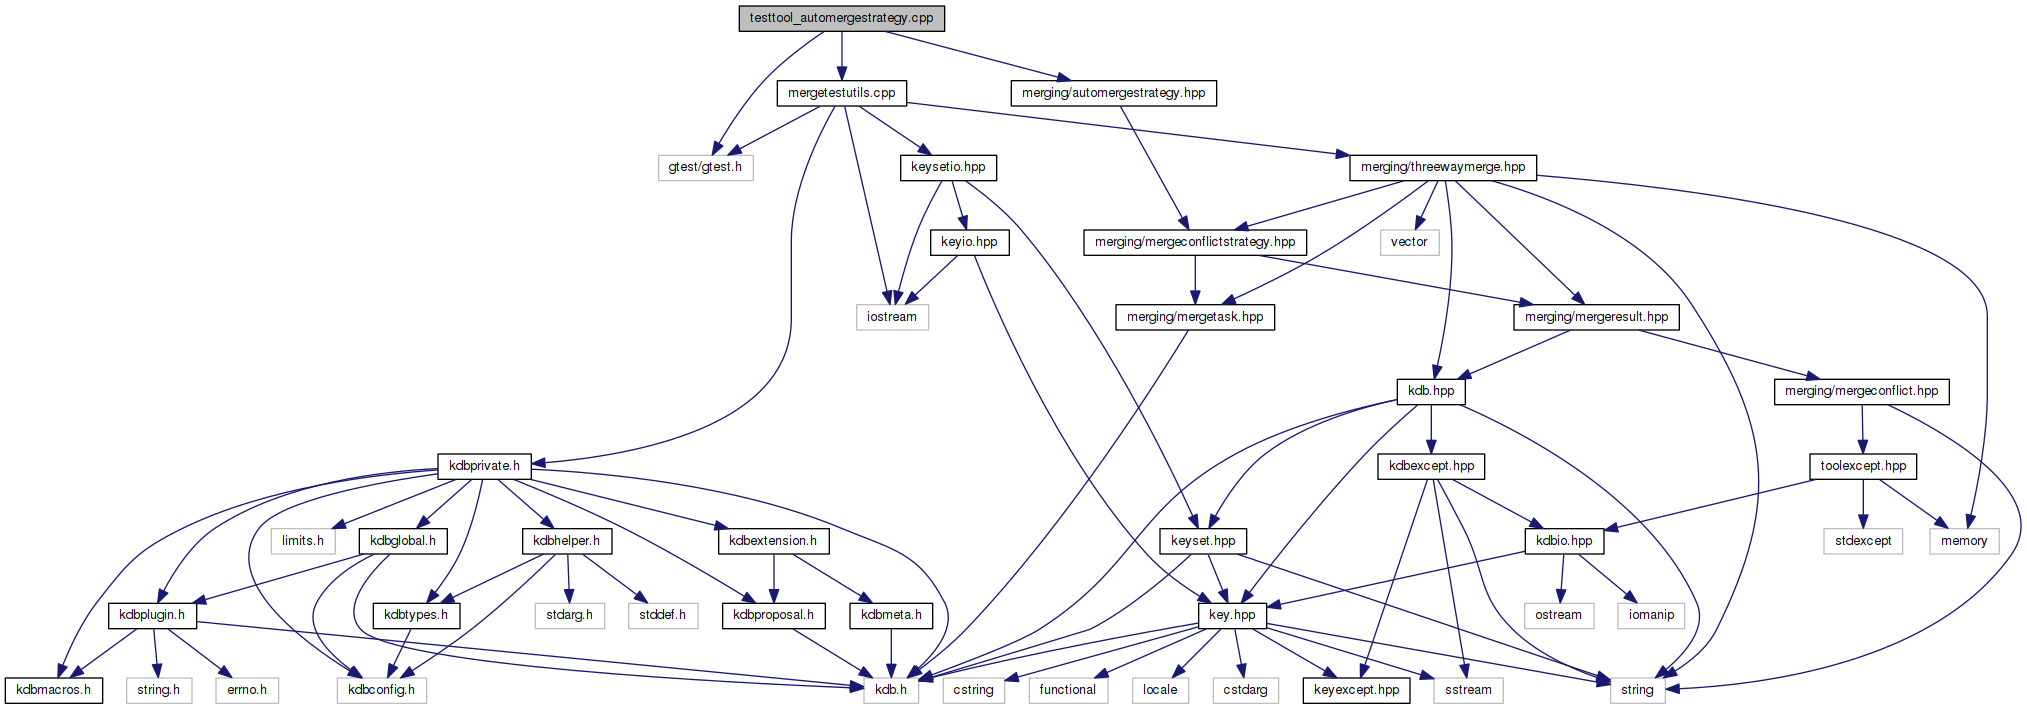 testtool_automergestrategy.cpp
mergetestutils.cpp
merging/automergestrategy.hpp
gtest/gtest.h
keysetio.hpp
merging/threewaymerge.hpp
keyio.hpp
merging/mergeconflictstrategy.hpp
vector
iostream
merging/mergetask.hpp
merging/mergeresult.hpp
kdb.hpp
merging/mergeconflict.hpp
kdbprivate.h
kdbexcept.hpp
toolexcept.hpp
limits.h
kdbglobal.h
kdbhelper.h
kdbextension.h
keyset.hpp
kdbio.hpp
stdexcept
memory
kdbplugin.h
kdbtypes.h
stdarg.h
stddef.h
kdbproposal.h
kdbmeta.h
key.hpp
ostream
iomanip
kdbmacros.h
string.h
errno.h
kdbconfig.h
kdb.h
cstring
functional
locale
cstdarg
keyexcept.hpp
sstream
string